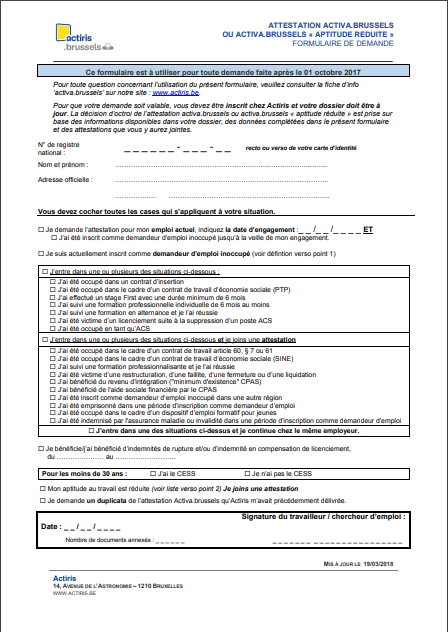 actiris
.brussels
ATTESTATION ACTIVA.BRUSSELS
OU ACTIVA.BRUSSELS « APTITUDE REDUITE »
FORMULAIRE DE DEMANDE
Ce formulaire est à utiliser pour toute demande faite après le 01 octobre 2017
Pour toute question concernant l'utilisation du présent formulaire, veuillez consulter la fiche d'info
'activa.brussels' sur notre site : www.actiris.be.
Pour que votre demande soit valable, vous devez être inscrit chez Actiris et votre dossier doit être à
jour. La décision d'octroi de l'attestation activa.brussels ou activa.brussels « aptitude réduite » est prise sur
base des informations disponibles dans votre dossier, des données complétées dans le présent formulaire
et des attestations que vous y aurez jointes.
N° de registre
national : _ _ _ _ _ _ - _ _ _ - _ _ recto ou verso de votre carte d'identité
Nom et prénom :
Adresse officielle :
Vous devez cocher toutes les cases qui s'appliquent à votre situation.
☐ Je demande l'attestation pour mon emploi actuel, indiquez la date d'engagement : _ _ /_ _ /_ _ _ _ ET
☐ J'ai été inscrit comme demandeur d'emploi inoccupé jusqu'à la veille de mon engagement.
☐ Je suis actuellement inscrit comme demandeur d'emploi inoccupé (voir définition verso point 1)
☐ J'entre dans une ou plusieurs des situations ci-dessous :
☐ J'ai été occupé dans un contrat d'insertion
☐ J'ai été occupé dans le cadre d'un contrat de travail économie sociale (PTP)
☐ J'ai effectué un stage First avec une durée minimum de 6 mois
☐ J'ai suivi une formation professionnelle individuelle de 6 mois au moins
☐ J'ai suivi une formation en alternance et je l'ai réussie
☐ J'ai été victime d'un licenciement suite à la suppression d'un poste ACS
☐ J'ai été occupé en tant qu'ACS
☐ J'entre dans une ou plusieurs des situations ci-dessous et je joins une attestation
☐ J'ai été occupé dans le cadre d'un contrat de travail article 60, § 7 ou 61
☐ J'ai été occupé dans le cadre d'un contrat de travail économie sociale (SINE)
☐ J'ai suivi une formation professionnalisante et je l'ai réussie
☐ J'ai été victime d'une restructuration, d'une faillite, d'une fermeture ou d'une liquidation
☐ J'ai bénéficié du revenu d'intégration ("minimum d'existence" CPAS)
☐ J'ai bénéficié de l'aide sociale financière par le CPAS
☐ J'ai été inscrit comme demandeur d'emploi inoccupé dans une autre région
☐ J'ai été emprisonné dans une période d'inscription comme demandeur d'emploi
☐ J'ai été occupé dans le cadre d'un dispositif d'emploi formatif pour jeunes
☐ J'ai été indemnisé par l'assurance maladie ou invalidité dans une période d'inscription comme demandeur d'emploi
☐ J'entre dans une des situations ci-dessus et je continue chez le même employeur.
☐ Je bénéficie/j'ai bénéficié d'indemnités de rupture et/ou d'indemnité en compensation de licenciement,
du .................. au ..........................
Pour les moins de 30 ans : ☐ J'ai le CESS ☐ Je n'ai pas le CESS
☐ Mon aptitude au travail est réduite (voir liste verso point 2) Je joins une attestation
☐ Je demande un duplicata de l'attestation Activa.brussels qu'Actiris m'avait précédemment délivrée.
Signature du travailleur / chercheur d'emploi :
Date : _ _ / _ _ / _ _ _ _
Nombre de documents annexés : _ _ _ _ _ _
MIS À JOUR LE 19/03/2018
Actiris
14, AVENUE DE L'ASTRONOMIE – 1210 BRUXELLES
WWW.ACTIRIS.BE